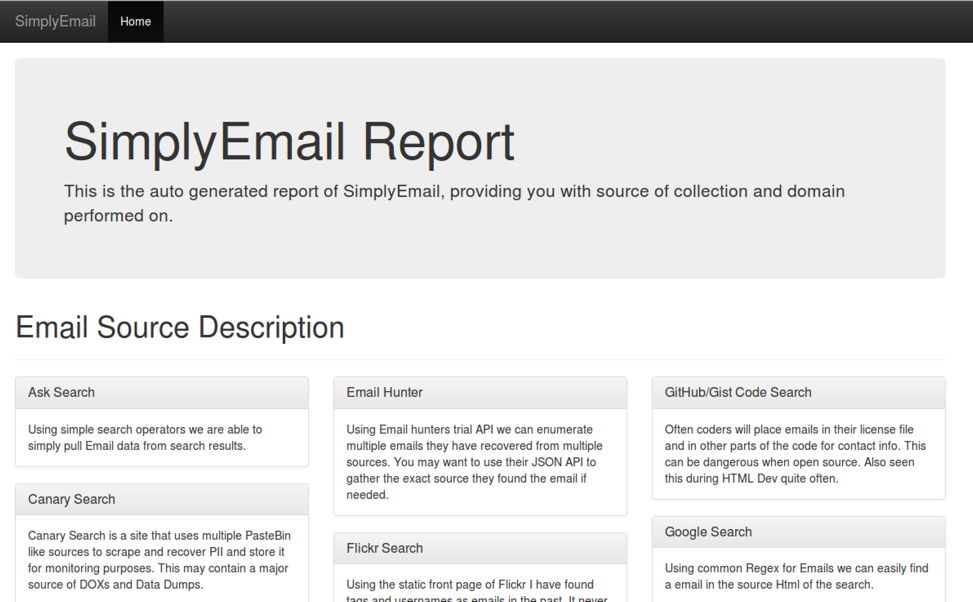 SimplyEmail Home
SimplyEmail Report
This is the auto generated report of SimplyEmail, providing you with source of collection and domain
performed on.
Email Source Description
Ask Search
Using simple search operators we are able to
simply pull Email data from search results.
Canary Search
Canary Search is a site that uses multiple PasteBin
like sources to scrape and recover PII and store it
for monitoring purposes. This may contain a major
source of DOXs and Data Dumps.
Email Hunter
Using Email hunters trial API we can enumerate
multiple emails they have recovered from multiple
sources. You may want to use their JSON API to
gather the exact source they found the email if
needed.
Flickr Search
Using the static front page of Flickr I have found
tags and usernames as emails in the past. It never
GitHub/Gist Code Search
Often coders will place emails in their license file
and in other parts of the code for contact info. This
can be dangerous when open source. Also seen
this during HTML Dev quite often.
Google Search
Using common Regex for Emails we can easily find
a email in the source Html of the search.